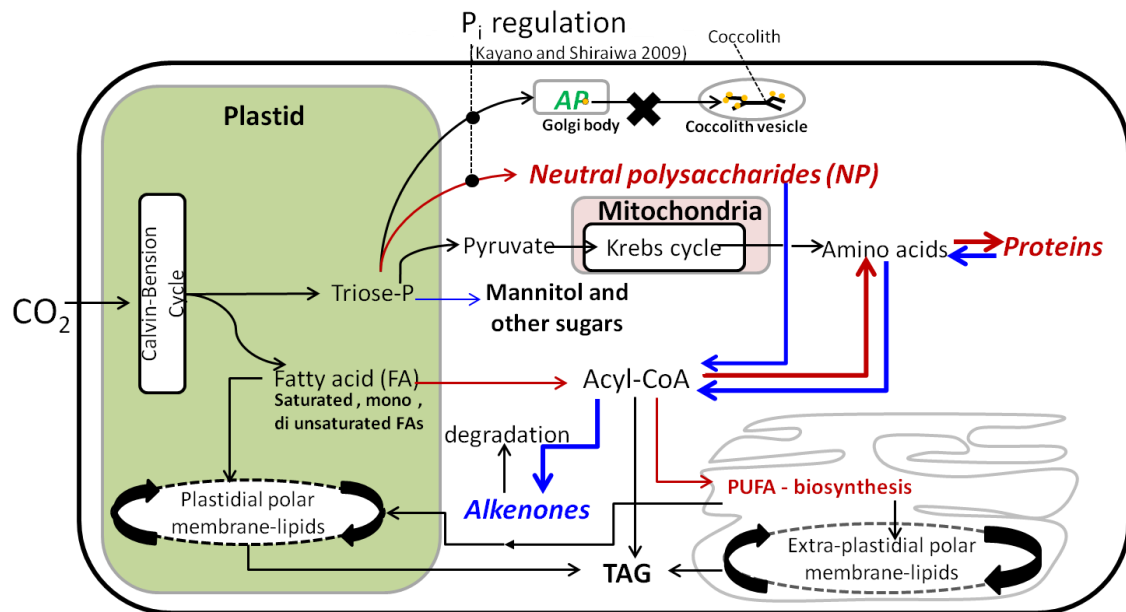 Pi regulation
(Kayano and Shiraiwa 2009)
Coccolith
Plastid
AP
Golgi body
Coccolith vesicle
Neutral polysaccharides (NP)
Mitochondria
Pyruvate
Krebs cycle
Amino acids
Proteins
CO2
Calvin-Bension
Cycle
Triose-P
Mannitol and
other sugars
Fatty acid (FA)
Saturated , mono ,
di unsaturated FAs
Acyl-CoA
degradation
Alkenones
PUFA - biosynthesis
Plastidial polar
membrane-lipids
TAG
Extra-plastidial polar
membrane-lipids